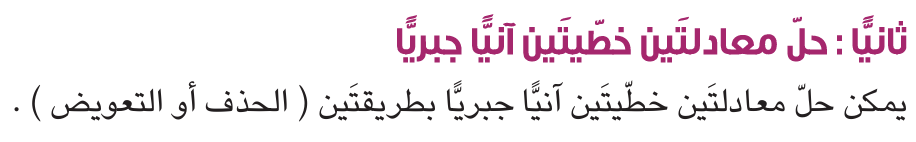 ثانيًّا : حلّ معادلتَين خطّيتَين آنيًّا جبريًّا
يمكن حلّ معادلتَين خطّيتَين آنيًّا جبريًّا بطريقتَين ( الحذف أو التعويض ) .